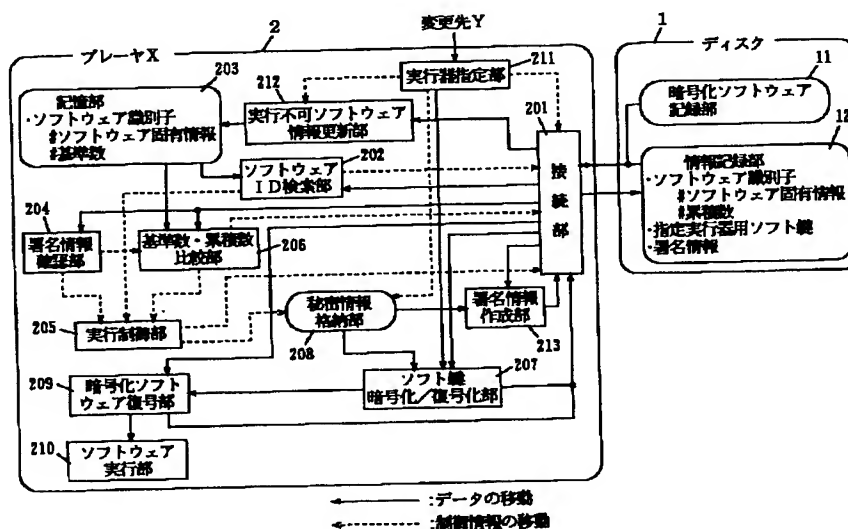 変更先Y
2
プレーヤX
203
記憶部
・ソフトウェア識別子
#ソフトウェア固有情報
#基準数
212
実行不可ソフトウェア
情報更新部
実行器指定部
211
202
ソフトウェア
ID検索部
201
接続部
204
署名情報
確認部
基準数・累積数
比較部
206
205
実行制御部
秘密情報
格納部
208
署名情報
作成部
213
209
暗号化ソフト
ウェア復号部
ソフト鍵
暗号化/復号化部
207
210
ソフトウェア
実行部
1
ディスク
11
暗号化ソフトウェア
記録部
12
情報記録部
・ソフトウェア識別子
#ソフトウェア固有情報
#累積数
・指定実行器用ソフト鍵
・署名情報
:データの移動
:制御情報の移動